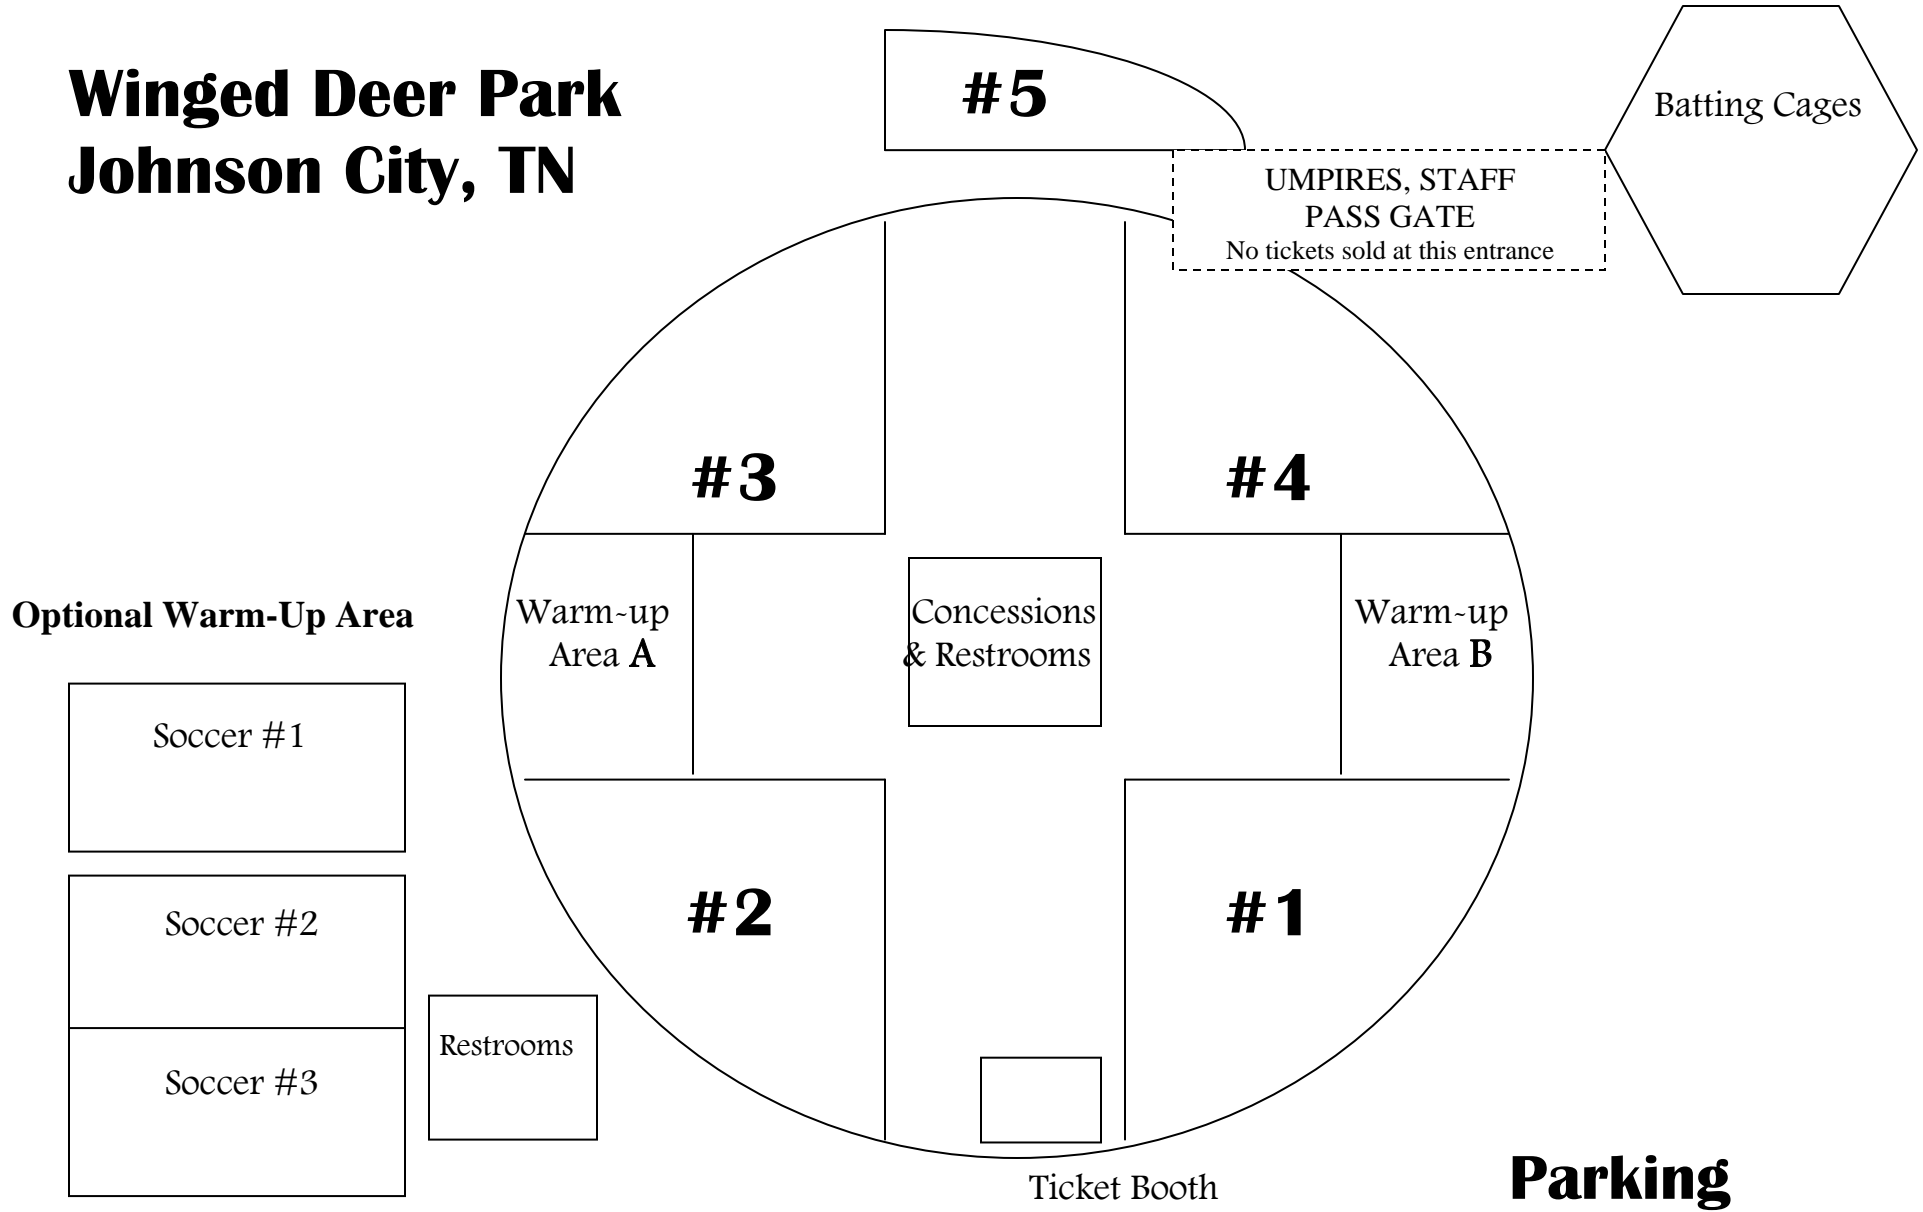 Winged Deer Park
Johnson City, TN
#5
Batting Cages
UMPIRES, STAFF
PASS GATE
No tickets sold at this entrance
#3
#4
Optional Warm-Up Area
Warm-up
Area A
Concessions
& Restrooms
Warm-up
Area B
Soccer #1
Soccer #2
Soccer #3
Restrooms
#2
#1
Ticket Booth
Parking